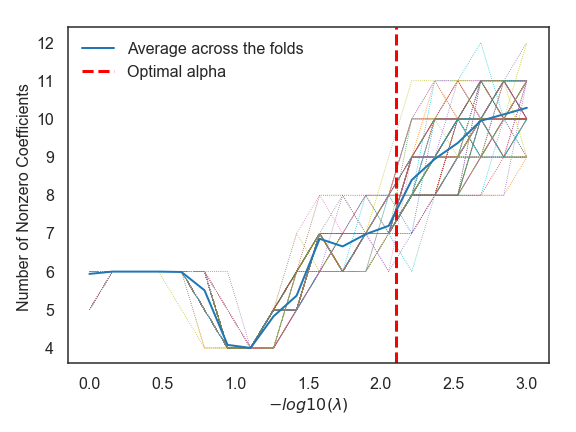 Average across the folds
Optimal alpha
Number of Nonzero Coefficients
12
11
10
9
8
7
6
5
4
0.0 0.5 1.0 1.5 2.0 2.5 3.0
−log10(λ)